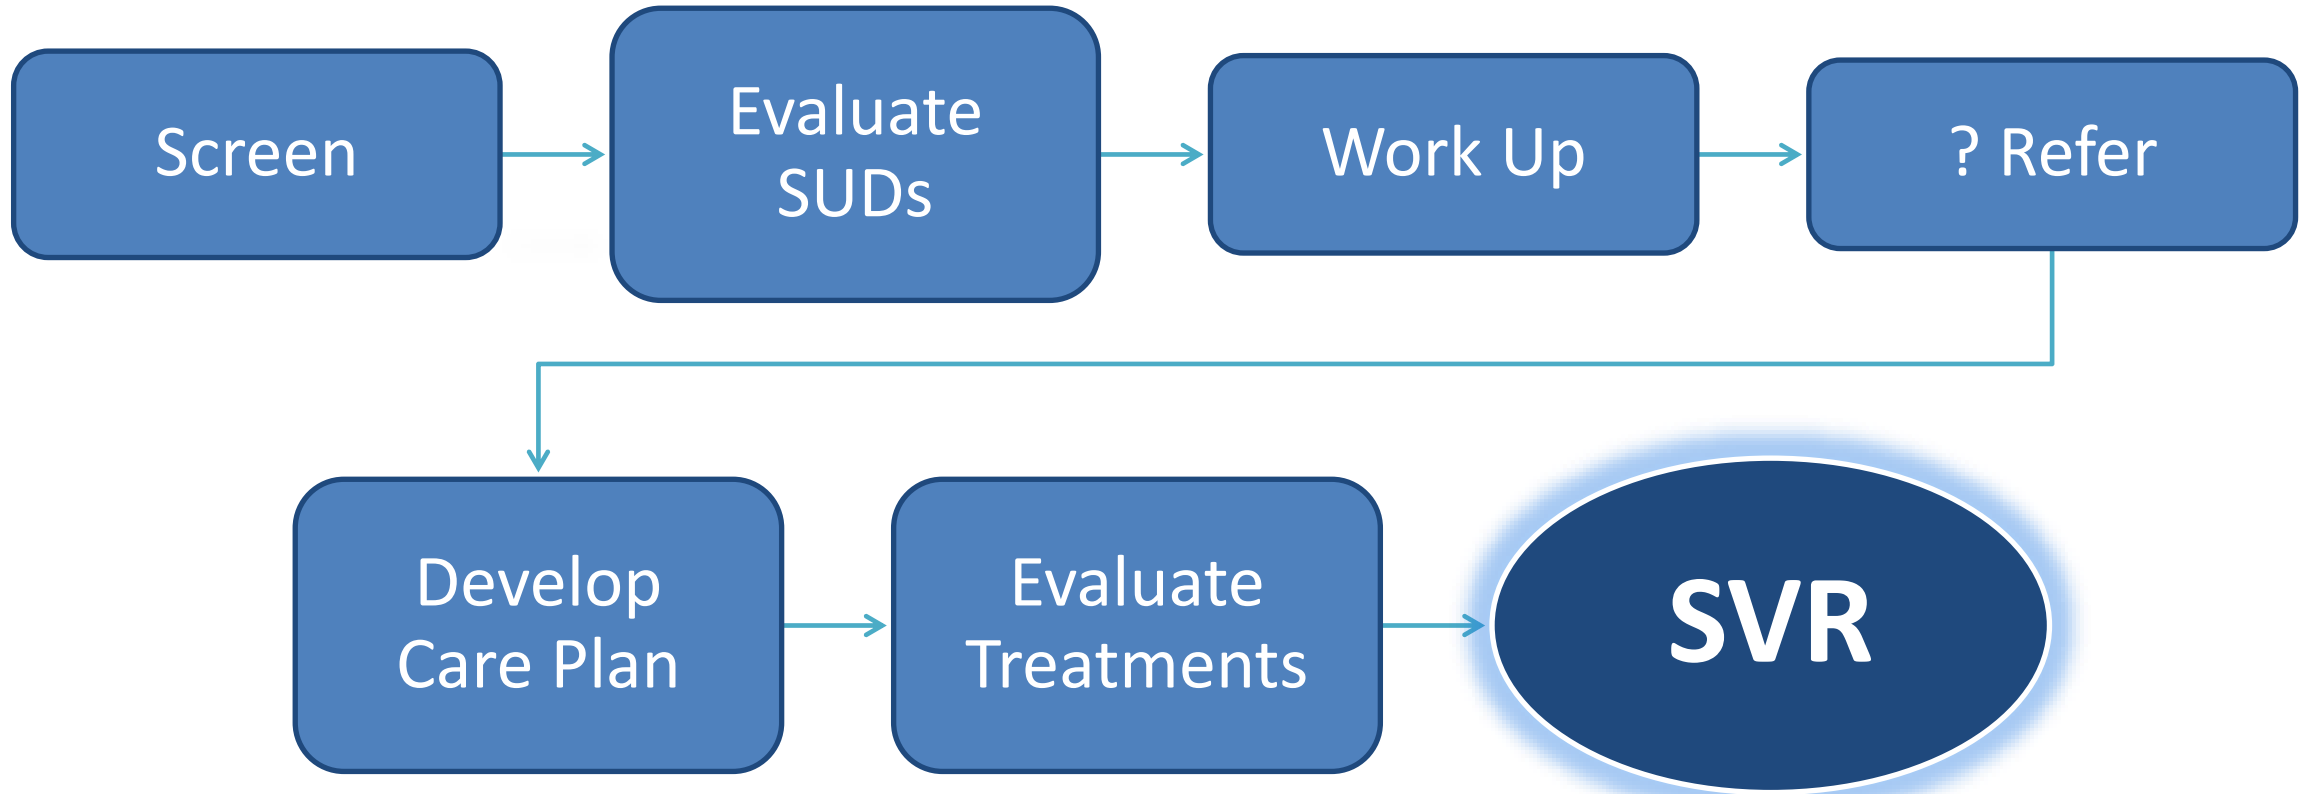 Screen
Evaluate
SUDs
Work Up
? Refer
Develop
Care Plan
Evaluate
Treatments
SVR